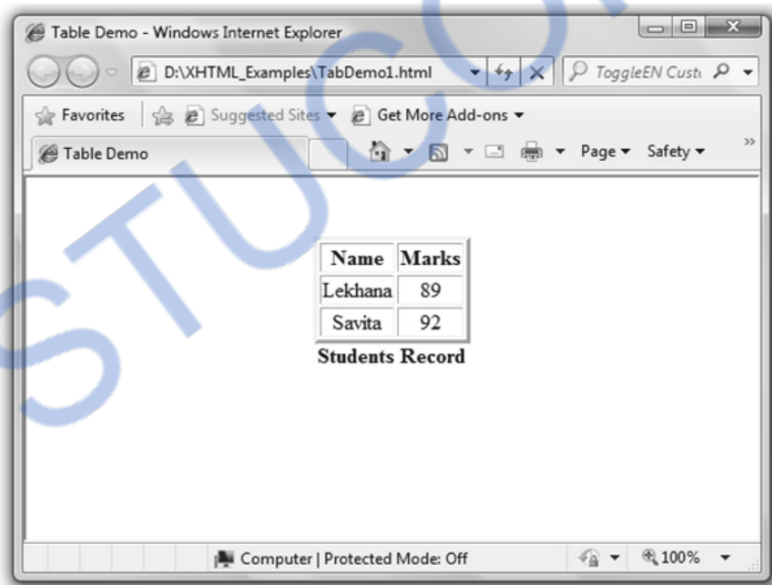 Table Demo - Windows Internet Explorer
D:\XHTML_Examples\TabDemo1.html
ToggleEN Custi
Favorites
Suggested Sites
Get More Add-ons
Table Demo
Page
Safety
»
Name Marks
Lekhana 89
Savita 92
Students Record
Computer | Protected Mode: Off
100%
STUCO